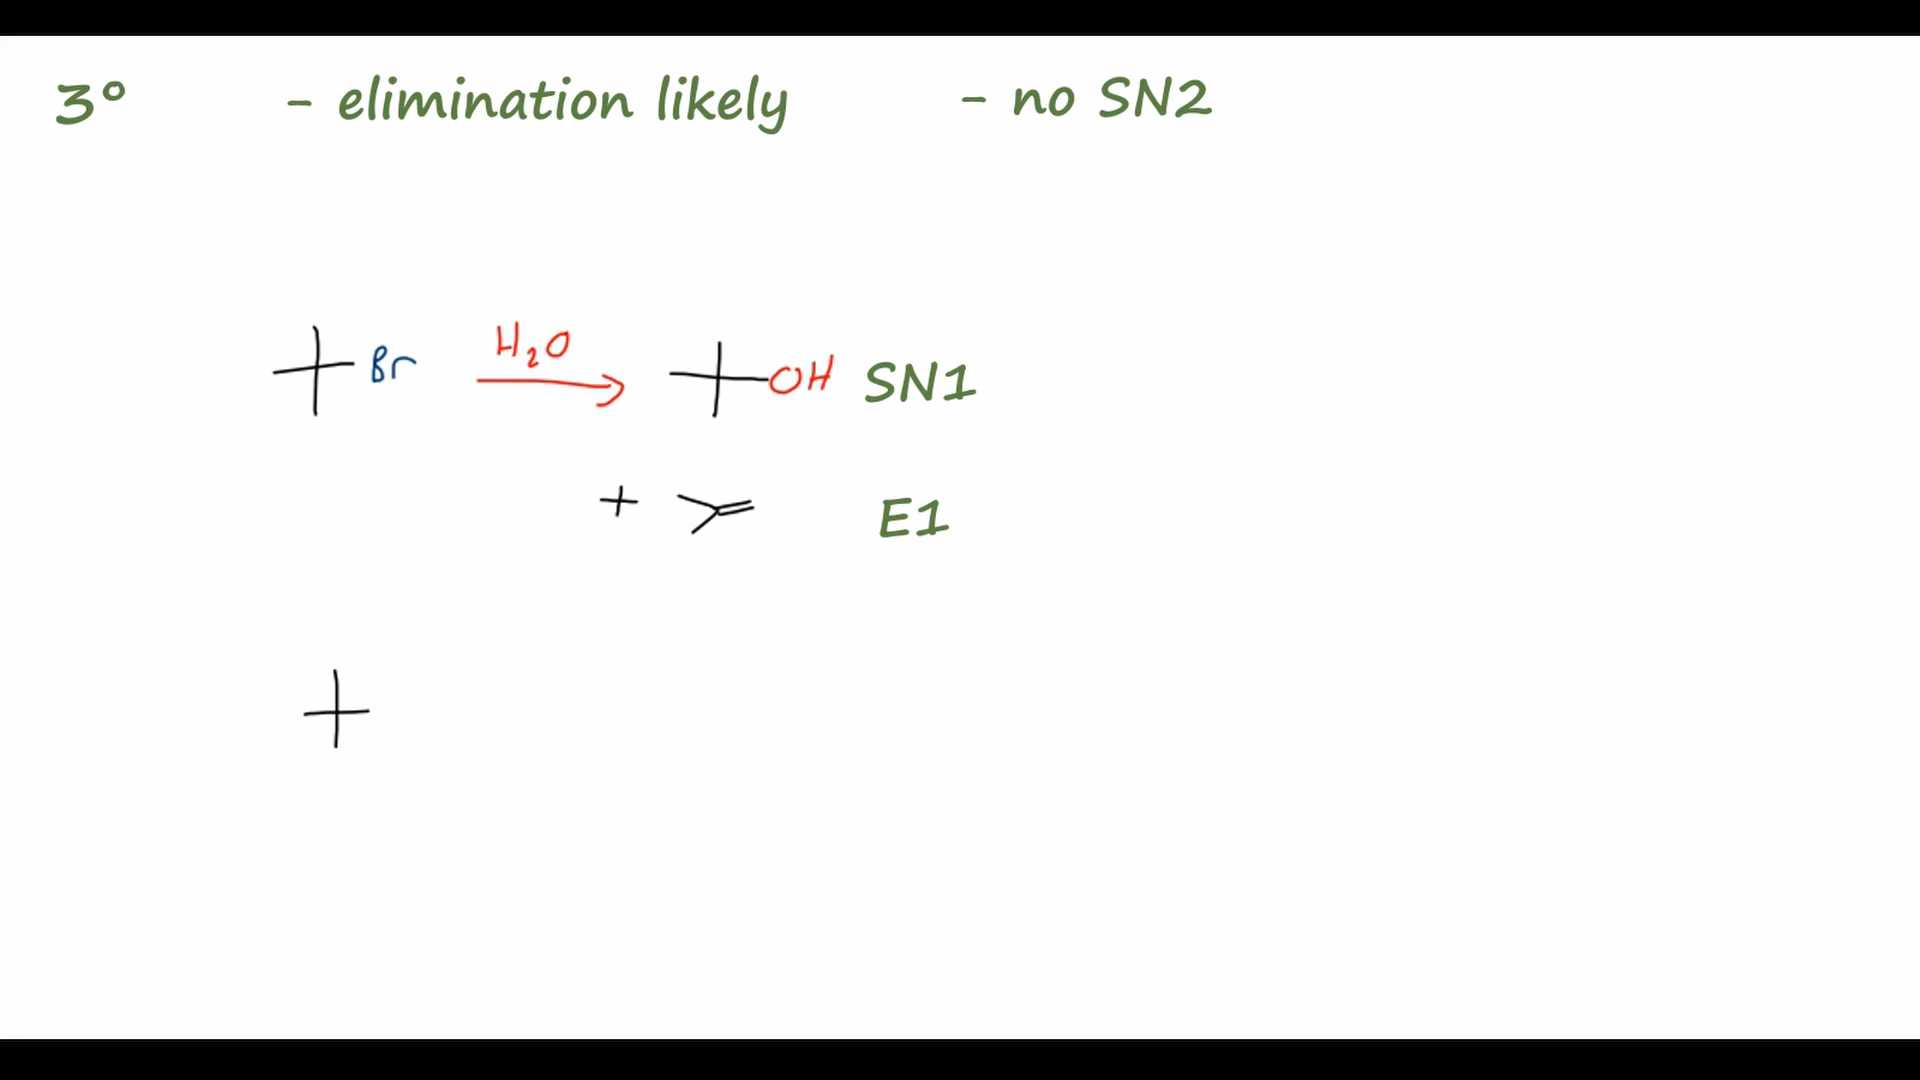 3° - elimination likely - no SN2
Br H₂O OH SN1
+ E1